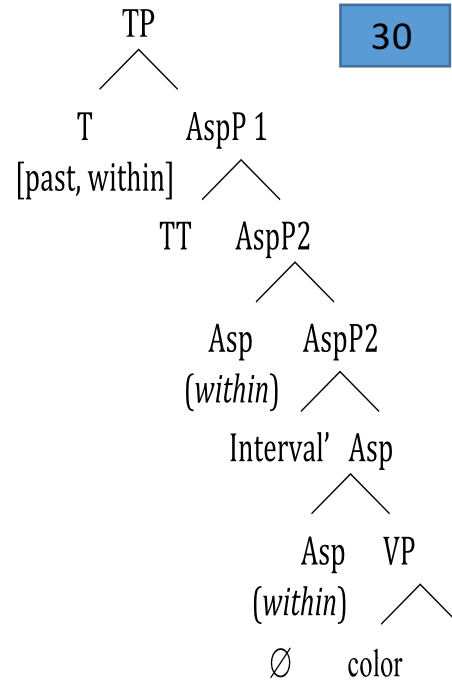 TP
30
T AspP 1
[past, within]
TT AspP2
Asp AspP2
(within)
Interval’ Asp
Asp VP
(within)
∅ color